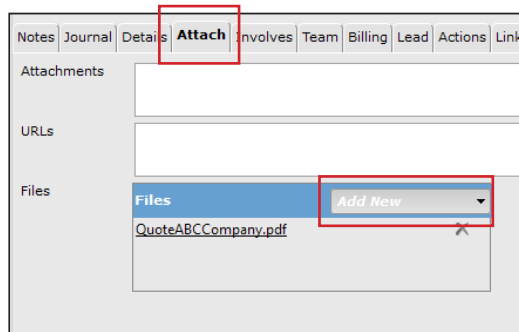 Notes Journal Details Attach Involves Team Billing Lead Actions Link
Attachments
URLs
Files
Files Add New
QuoteABCCompany.pdf